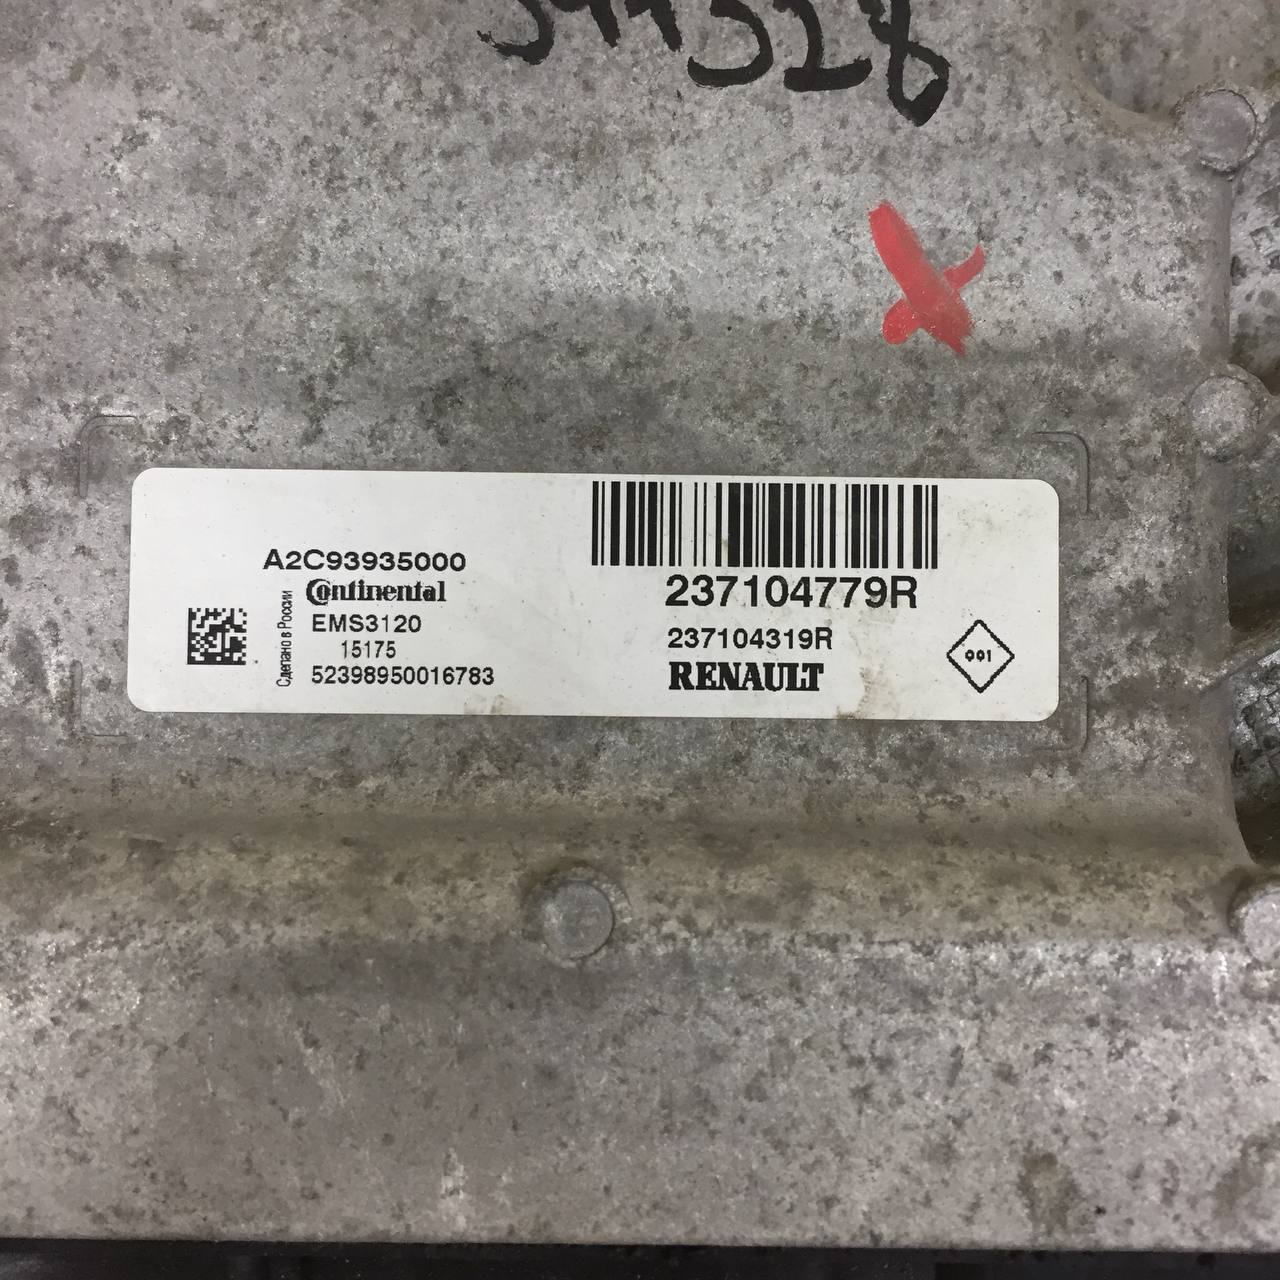 A2C93935000
Continental
EMS3120
15175
52398950016783
Сделано в России
237104779R
237104319R
RENAULT
001